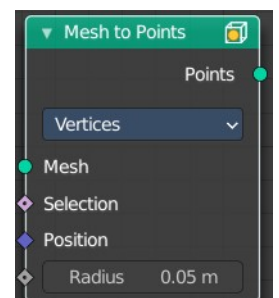 Mesh to Points
Points
Vertices
Mesh
Selection
Position
Radius 0.05 m